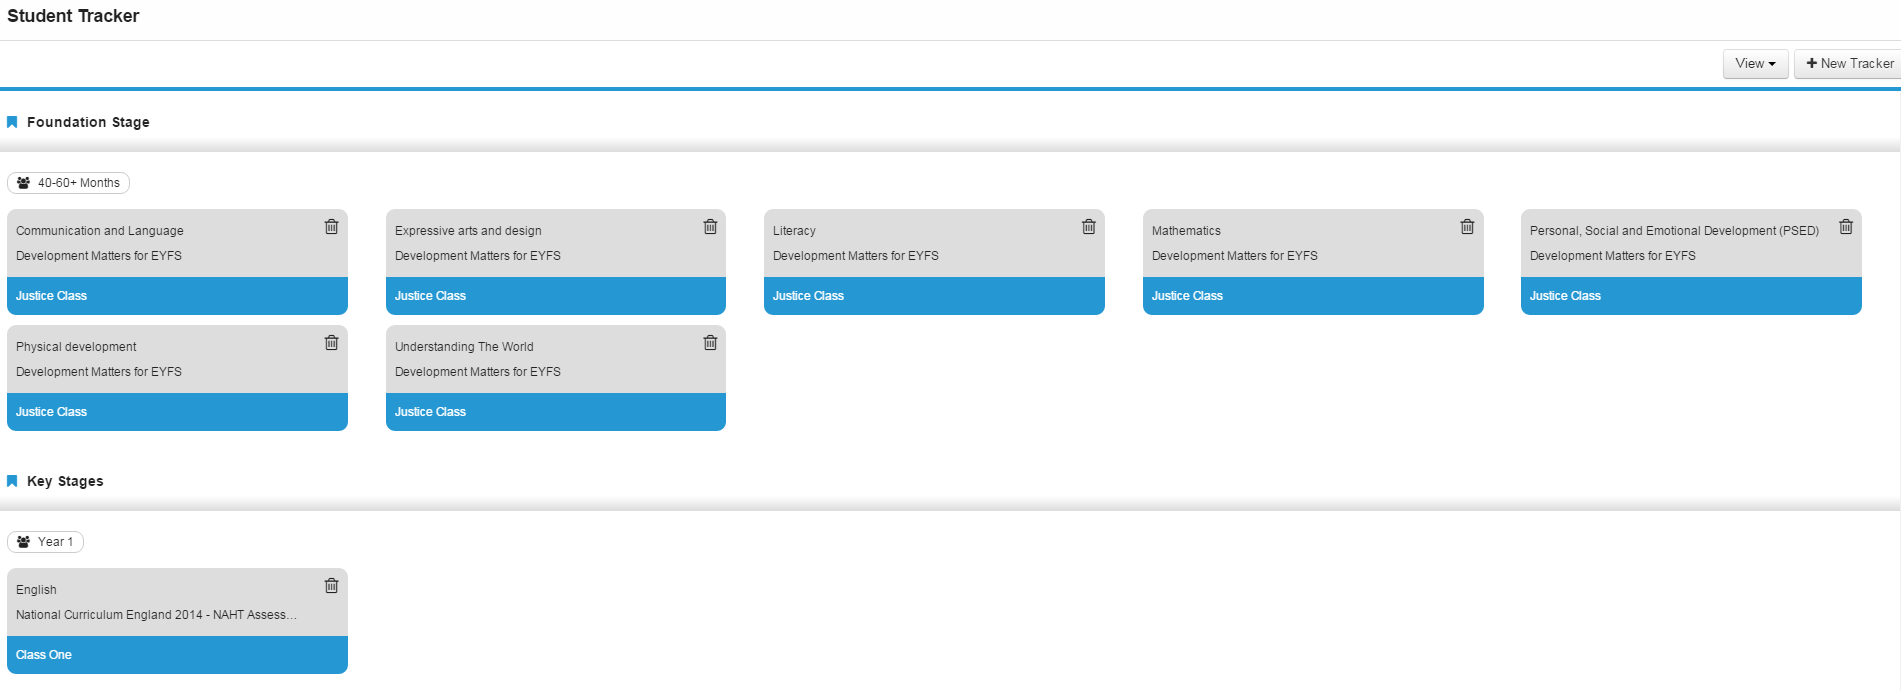 Student Tracker
View
New Tracker
Foundation Stage
40-60+ Months
Communication and Language
Development Matters for EYFS
Justice Class
Expressive arts and design
Development Matters for EYFS
Justice Class
Literacy
Development Matters for EYFS
Justice Class
Mathematics
Development Matters for EYFS
Justice Class
Personal, Social and Emotional Development (PSED)
Development Matters for EYFS
Justice Class
Physical development
Development Matters for EYFS
Justice Class
Understanding The World
Development Matters for EYFS
Justice Class
Key Stages
Year 1
English
National Curriculum England 2014 - NAHT Assess...
Class One